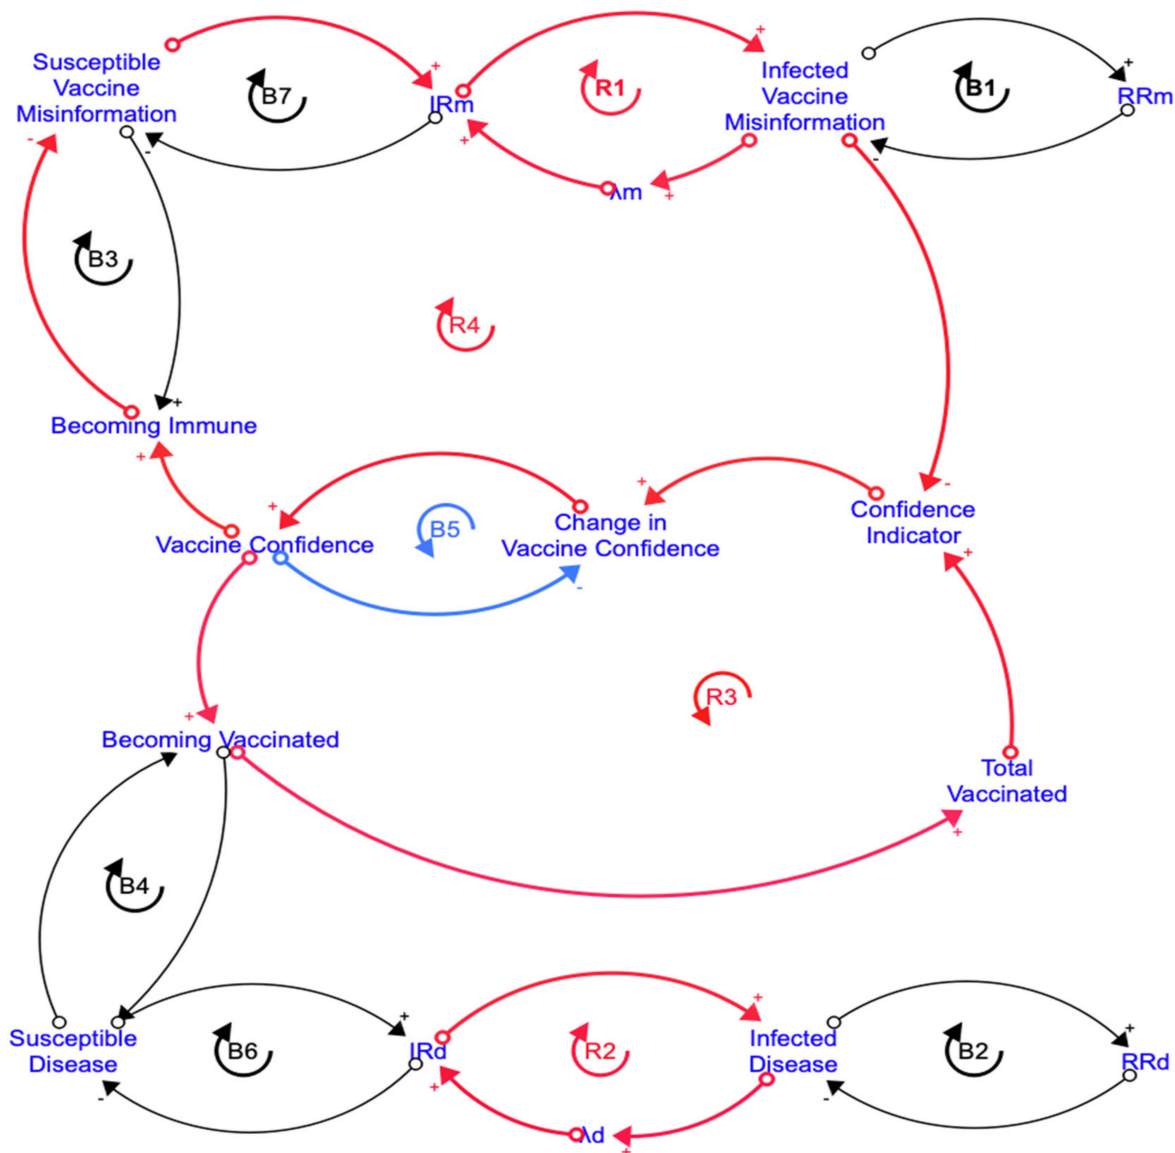 Susceptible
Vaccine
Misinformation
B7
IRm
R1
Infected
Vaccine
Misinformation
B1
RRm
λm
B3
R4
Becoming Immune
Vaccine Confidence
B5
Change in
Vaccine Confidence
Confidence
Indicator
R3
Becoming Vaccinated
Total
Vaccinated
B4
Susceptible
Disease
B6
IRd
R2
Infected
Disease
B2
RRd
λd